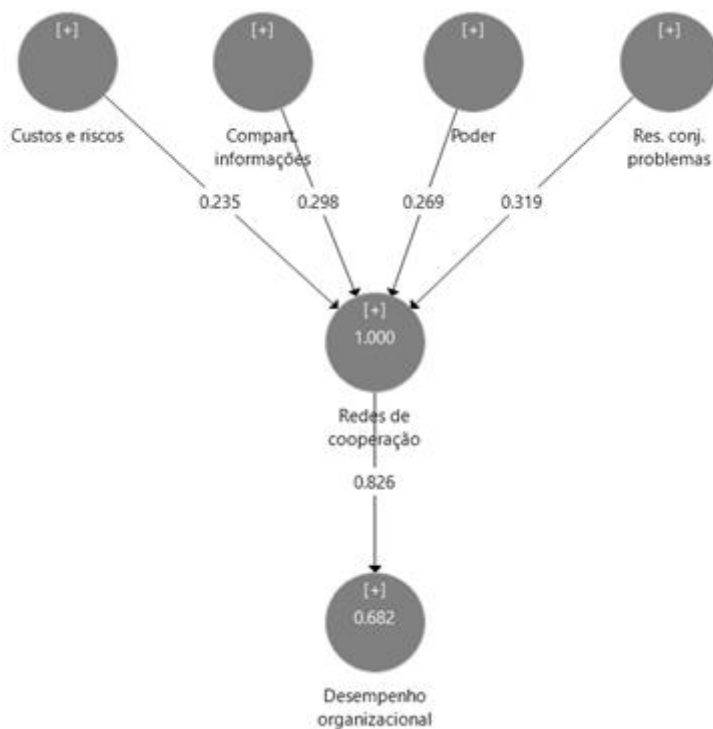 [+]
[+]
[+]
[+]
Custos e riscos
Compart.
informações
Poder
Res. conj.
problemas
0.235
0.298
0.269
0.319
[+]
1.000
Redes de
cooperação
0.826
[+]
0.682
Desempenho
organizacional